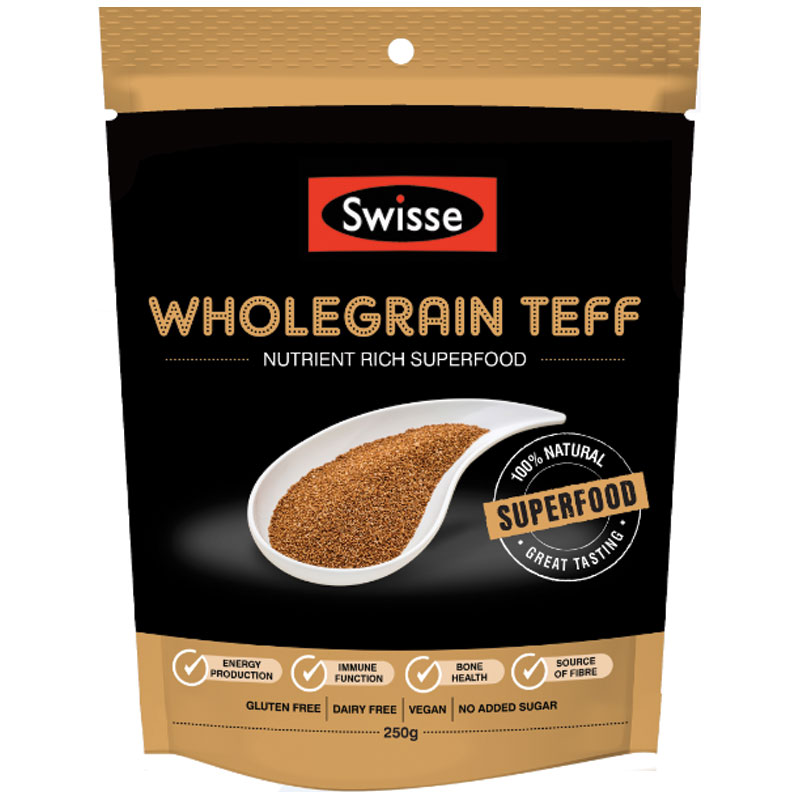 Swisse
WHOLEGRAIN TEFF
NUTRIENT RICH SUPERFOOD
100% NATURAL
SUPERFOOD
• GREAT TASTING •
ENERGY
PRODUCTION
IMMUNE
FUNCTION
BONE
HEALTH
SOURCE
OF FIBRE
GLUTEN FREE | DAIRY FREE | VEGAN | NO ADDED SUGAR
250g